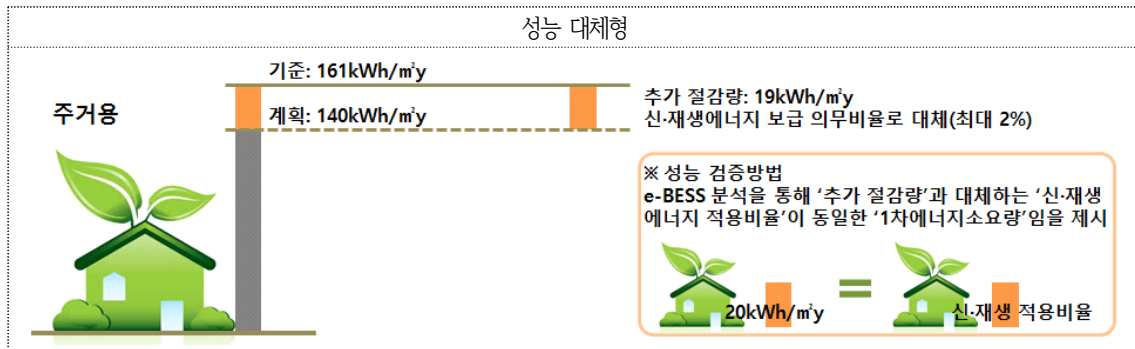 성능 대체형
기준: 161kWh/㎡y
주거용
계획: 140kWh/㎡y
추가 절감량: 19kWh/㎡y
신·재생에너지 보급 의무비율로 대체(최대 2%)
※ 성능 검증방법
e-BESS 분석을 통해 ‘추가 절감량’과 대체하는 ‘신·재생
에너지 적용비율’이 동일한 ‘1차에너지소요량’임을 제시
20kWh/㎡y
신·재생 적용비율